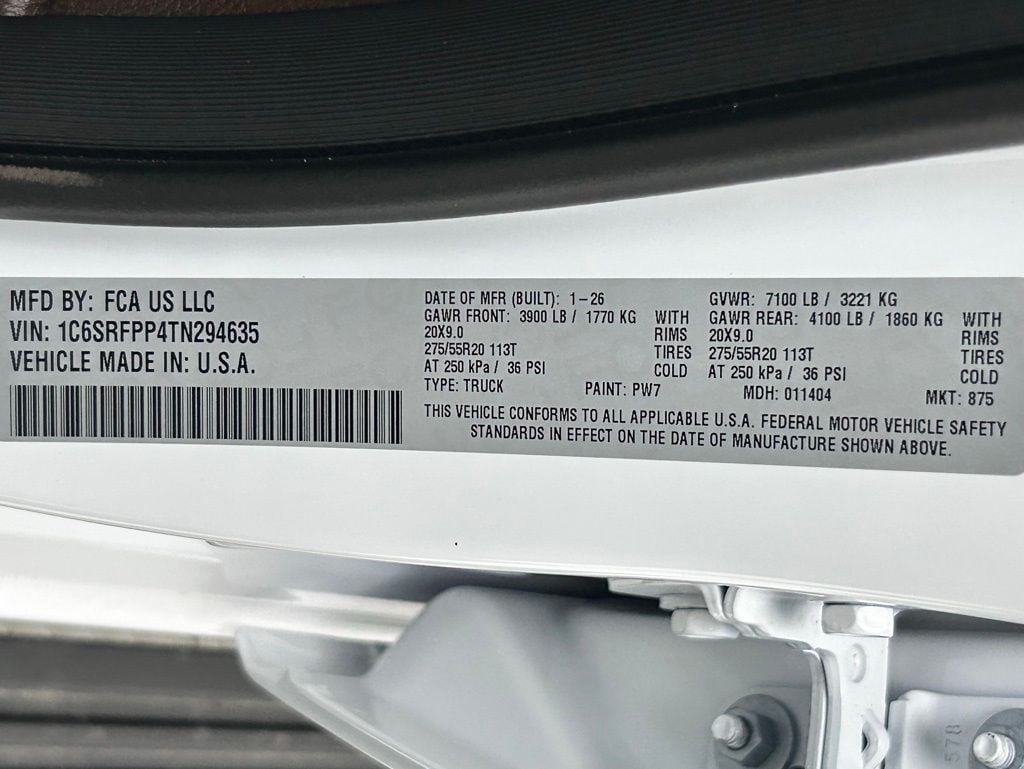 MFD BY: FCA US LLC
VIN: 1C6SRFPP4TN294635
VEHICLE MADE IN: U.S.A.
DATE OF MFR (BUILT): 1-26
GAWR FRONT: 3900 LB / 1770 KG WITH
20X9.0 RIMS
275/55R20 113T TIRES
AT 250 kPa / 36 PSI COLD
TYPE: TRUCK PAINT: PW7
GVWR: 7100 LB / 3221 KG
GAWR REAR: 4100 LB / 1860 KG WITH
20X9.0 RIMS
275/55R20 113T TIRES
AT 250 kPa / 36 PSI COLD
MDH: 011404 MKT: 875
THIS VEHICLE CONFORMS TO ALL APPLICABLE U.S.A. FEDERAL MOTOR VEHICLE SAFETY
STANDARDS IN EFFECT ON THE DATE OF MANUFACTURE SHOWN ABOVE.
578